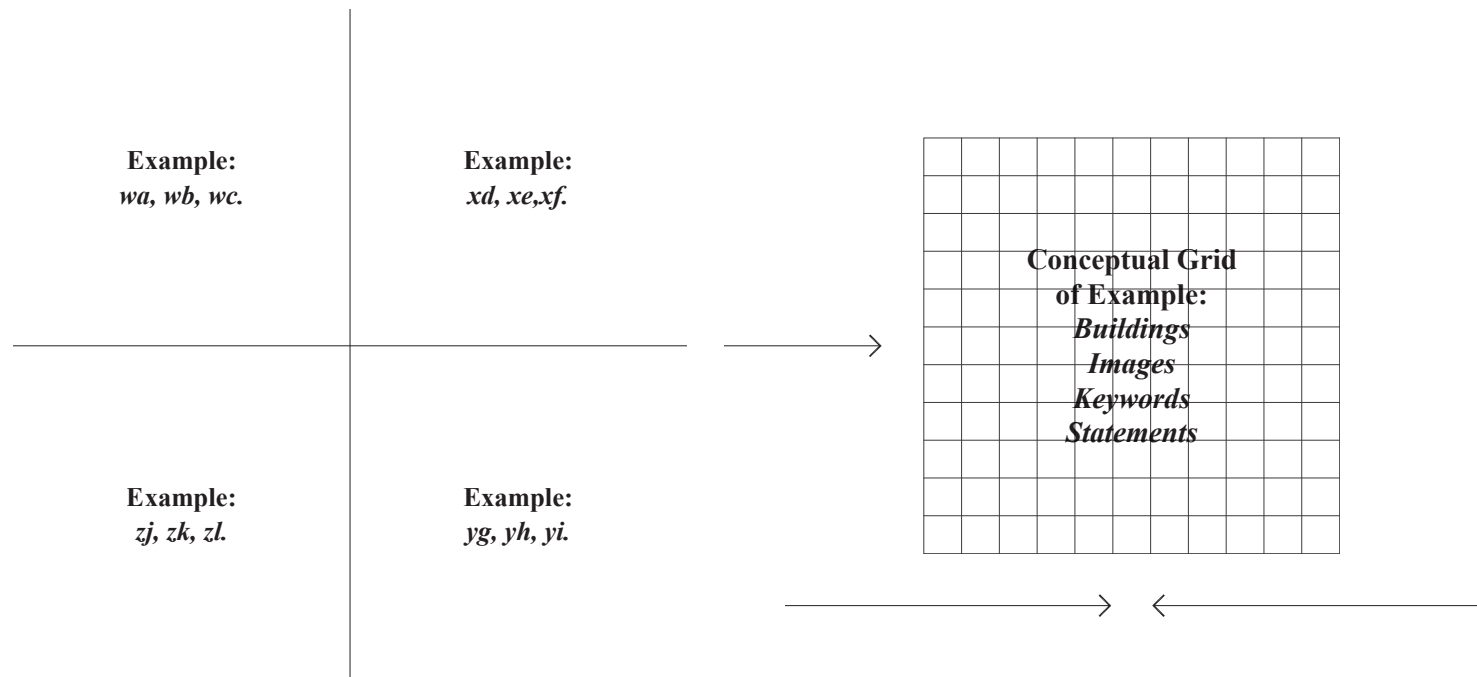 Example:
wa, wb, wc.
Example:
xd, xe,xf.
Example:
zj, zk, zl.
Example:
yg, yh, yi.
Conceptual Grid
of Example:
Buildings
Images
Keywords
Statements